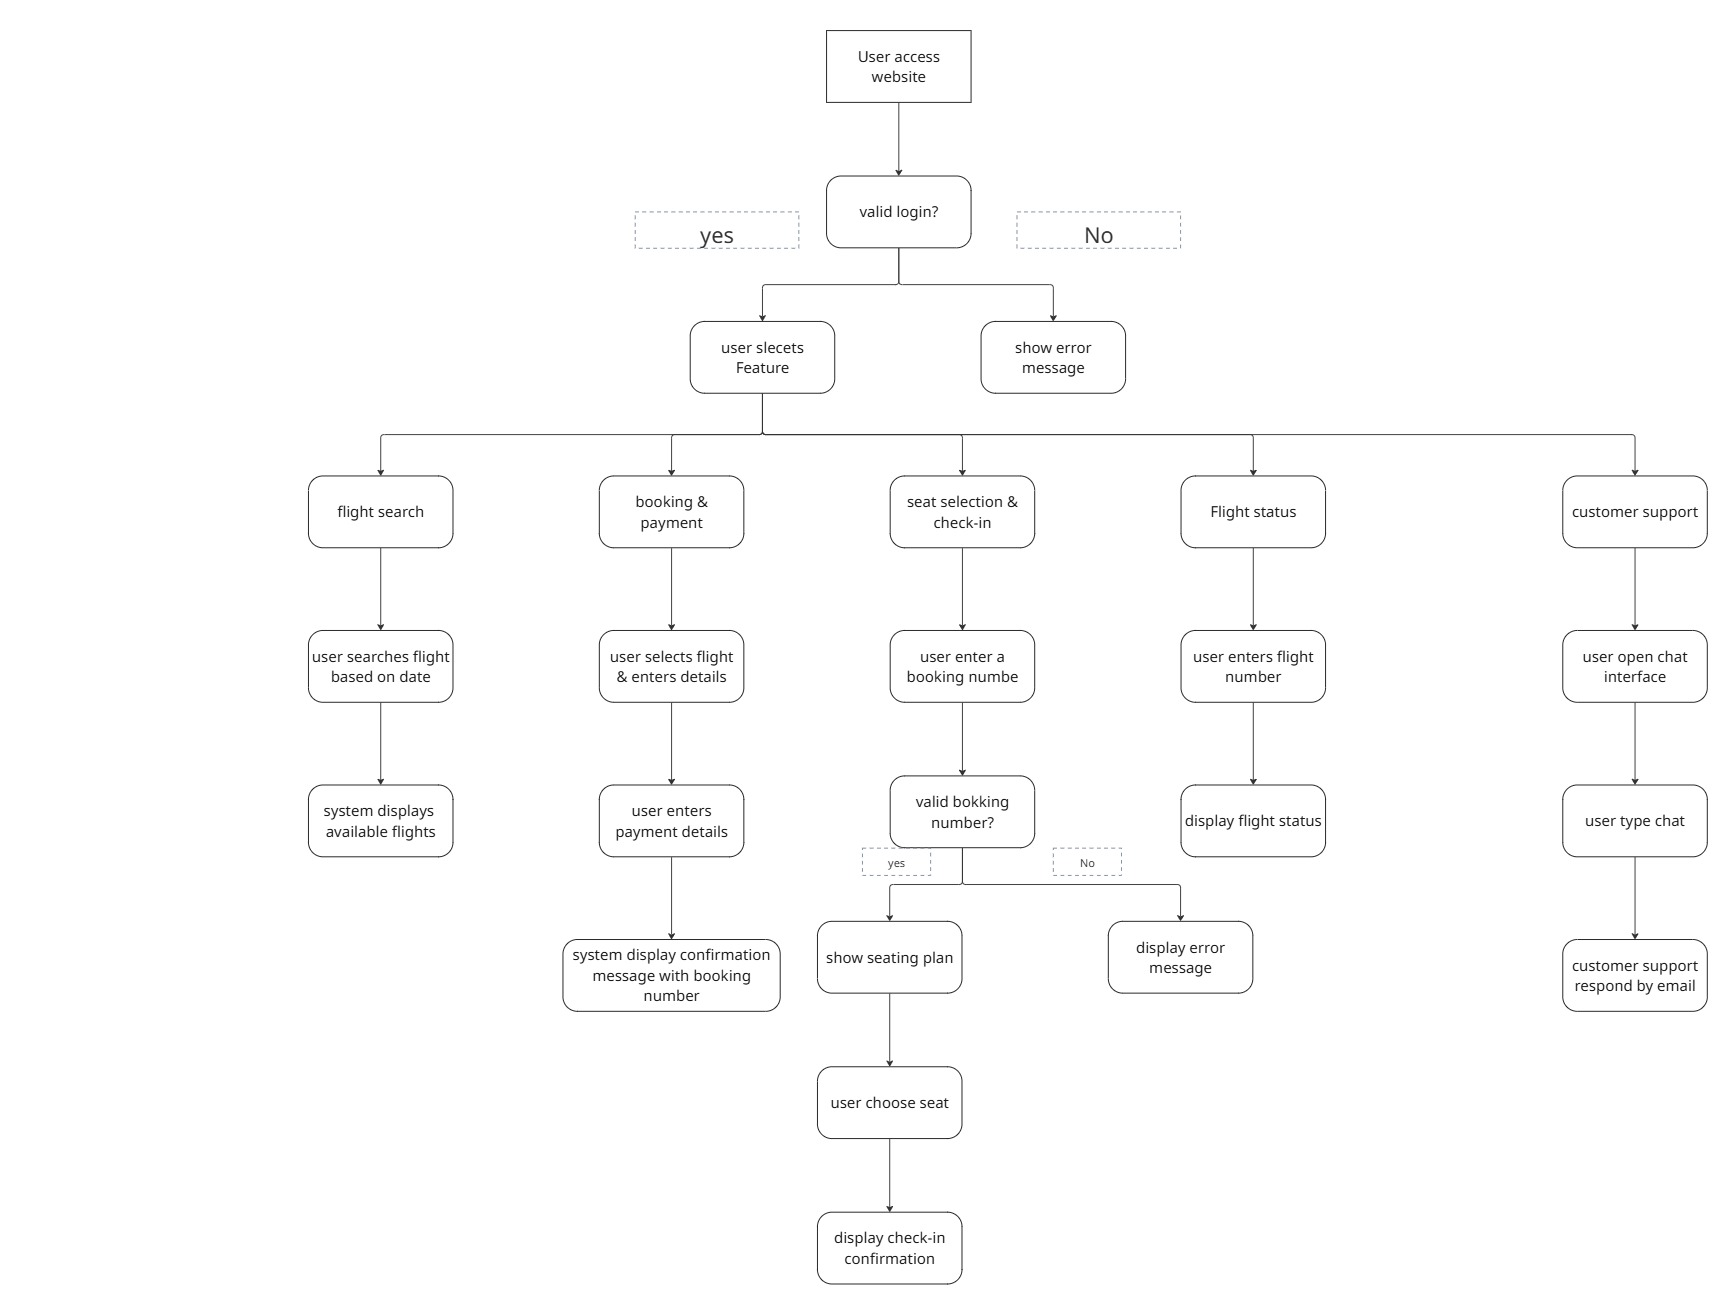 User access
website
valid login?
yes
No
user slecets
Feature
show error
message
flight search
booking &
payment
seat selection &
check-in
Flight status
customer support
user searches flight
based on date
user selects flight
& enters details
user enter a
booking numbe
user enters flight
number
user open chat
interface
system displays
available flights
user enters
payment details
valid bokking
number?
display flight status
user type chat
yes
No
system display confirmation
message with booking
number
show seating plan
display error
message
customer support
respond by email
user choose seat
display check-in
confirmation